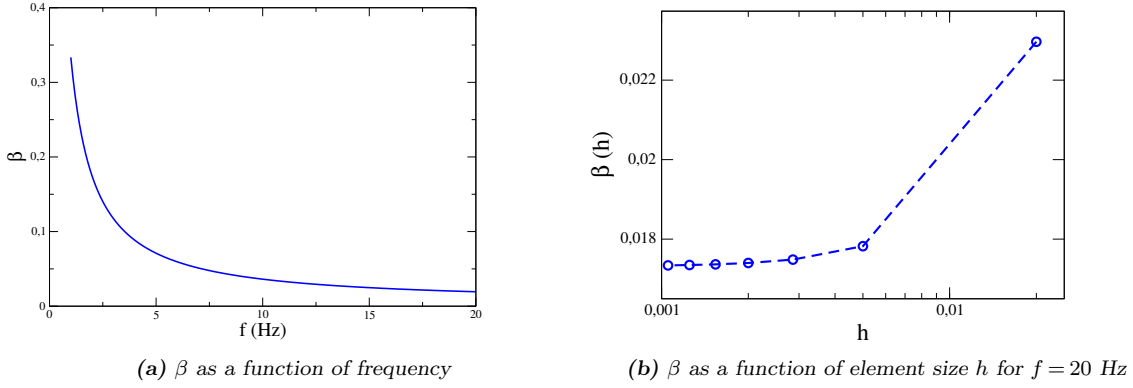 0,4
0,3
0,2
0,1
0
β
0 5 10 15 20
f (Hz)
(a) β as a function of frequency
0,022
0,02
0,018
β (h)
0.001 0,01
h
(b) β as a function of element size h for f = 20 Hz